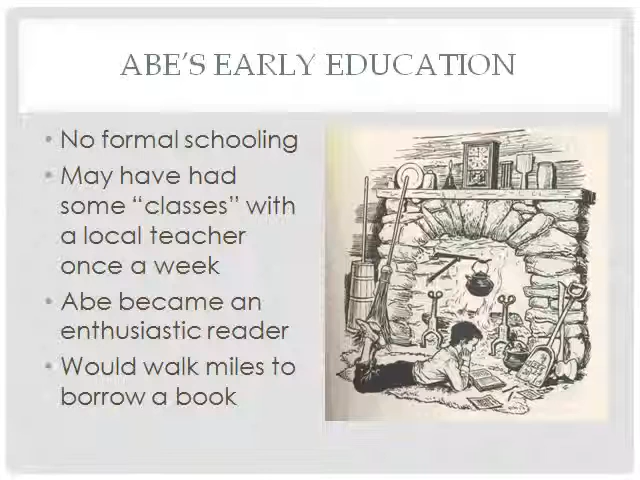 ABE'S EARLY EDUCATION
• No formal schooling
• May have had
some “classes” with
a local teacher
once a week
• Abe became an
enthusiastic reader
• Would walk miles to
borrow a book